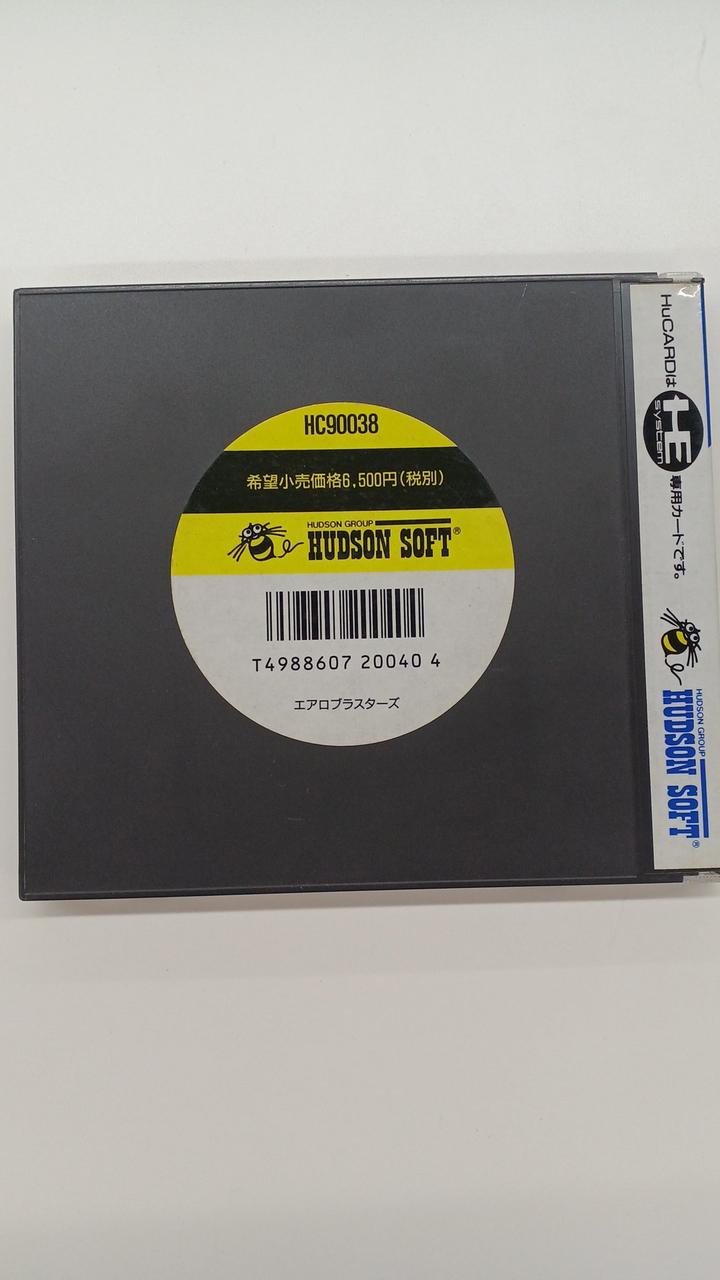 HC90038
希望小売価格6,500円(税別)
HUDSON GROUP
HUDSON SOFT®
T4988607 20040 4
エアロブラスターズ
HuCARDは
HE
system
専用カードです。
HUDSON GROUP
HUDSON SOFT®